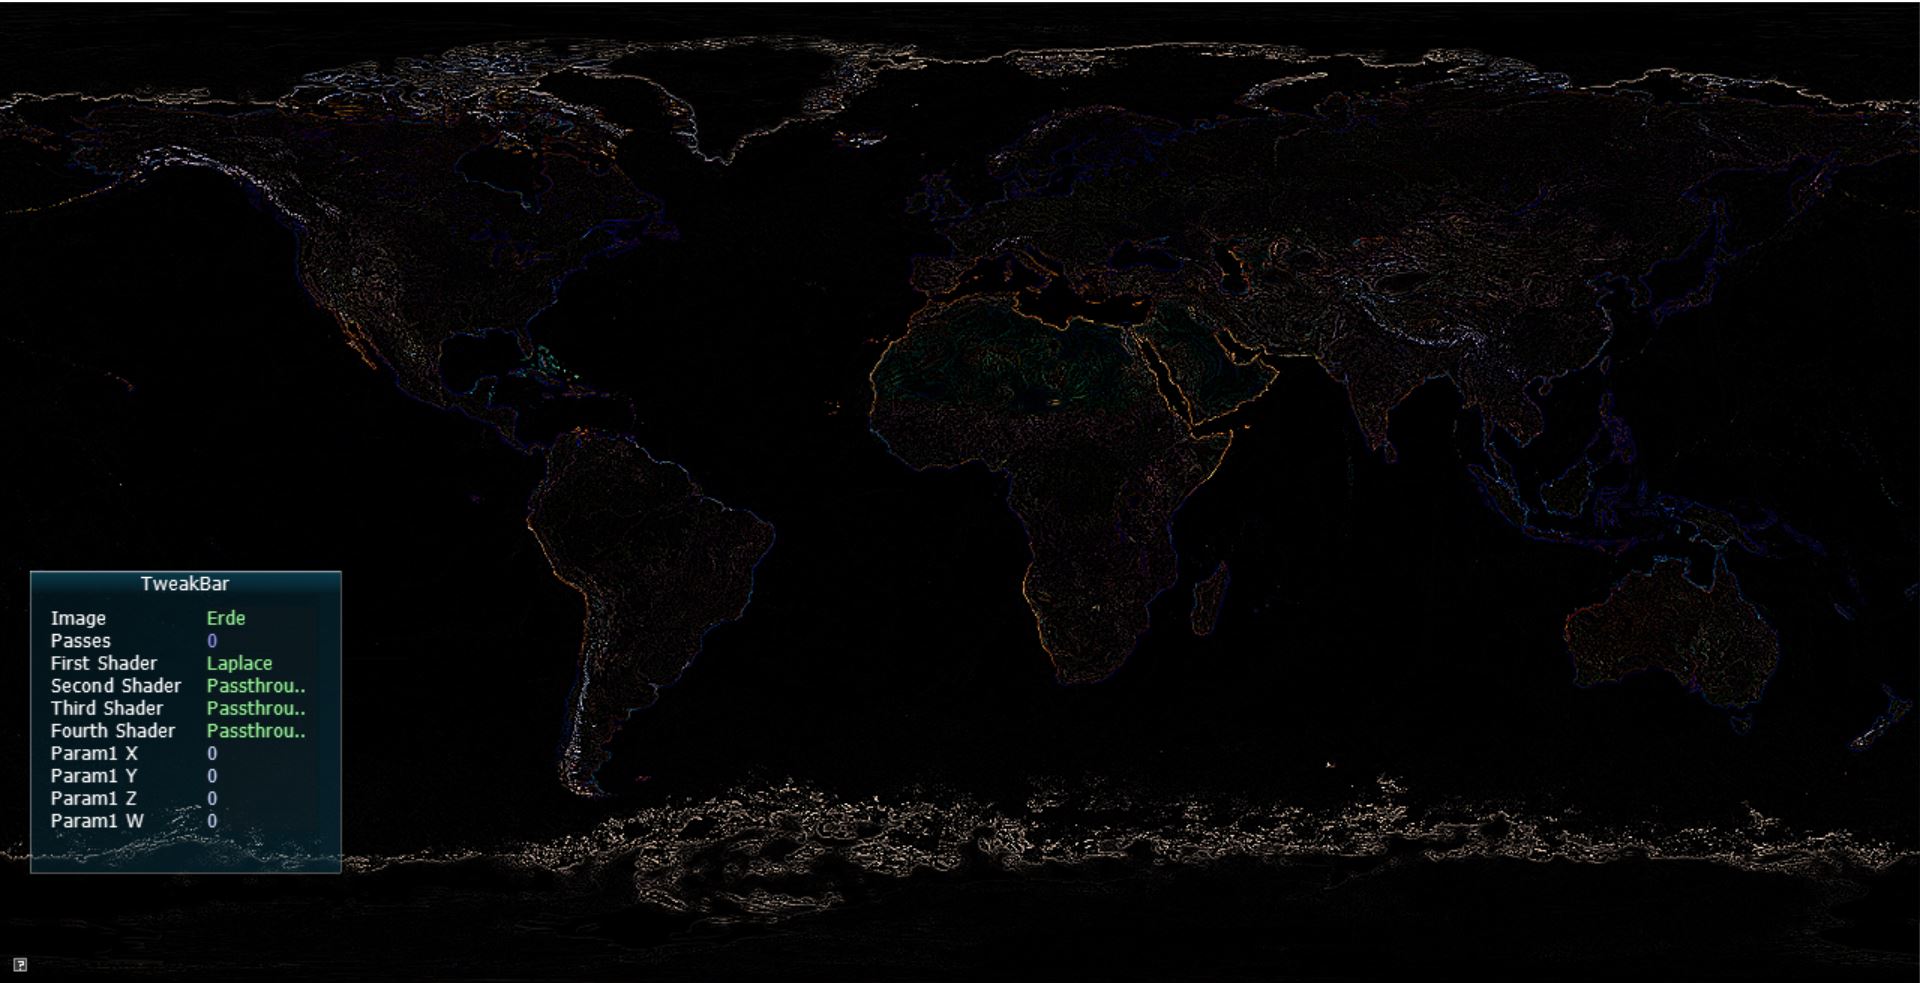 TweakBar
Image Erde
Passes 0
First Shader Laplace
Second Shader Passthrou..
Third Shader Passthrou..
Fourth Shader Passthrou..
Param1 X 0
Param1 Y 0
Param1 Z 0
Param1 W 0
?